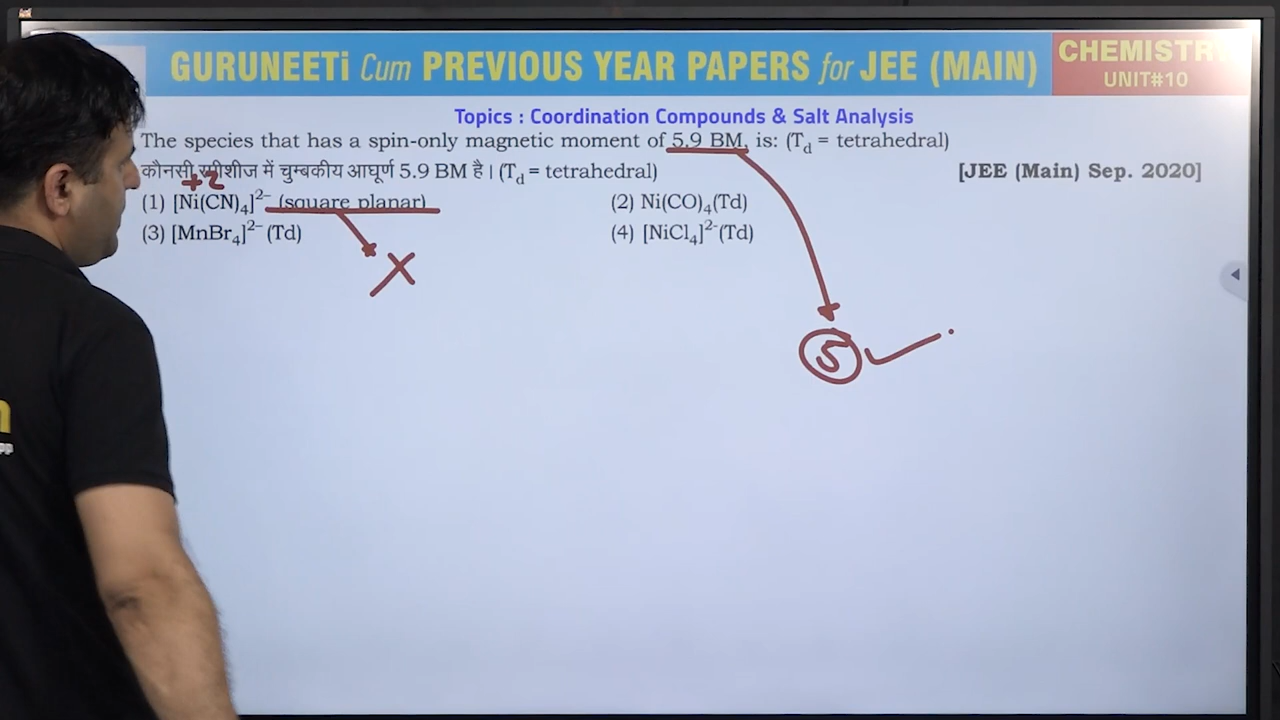 GURUNEETi Cum PREVIOUS YEAR PAPERS for JEE (MAIN)
CHEMISTRY
UNIT#10
Topics : Coordination Compounds & Salt Analysis
The species that has a spin-only magnetic moment of 5.9 BM, is: (Td = tetrahedral)
कौनसी स्पीशीज में चुम्बकीय आघूर्ण 5.9 BM है। (Td = tetrahedral)
[JEE (Main) Sep. 2020]
+2
(1) [Ni(CN)4]2– (square planar)
(2) Ni(CO)4(Td)
(3) [MnBr4]2– (Td)
(4) [NiCl4]2-(Td)
X
5 ✓